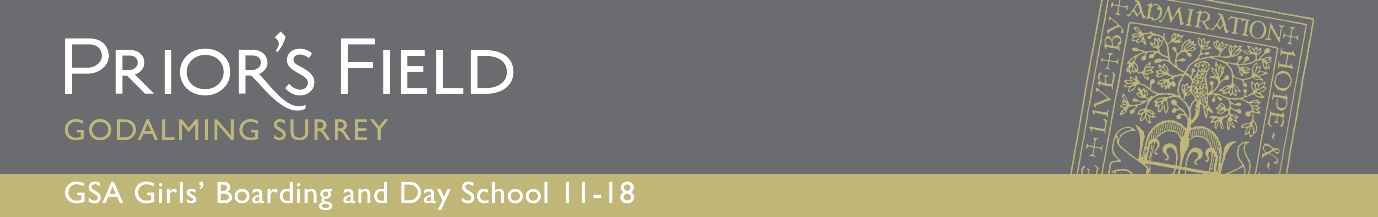 PRIOR'S FIELD
GODALMING SURREY
GSA Girls' Boarding and Day School 11-18
LIVE BY
ADMIRATION
HOPE &